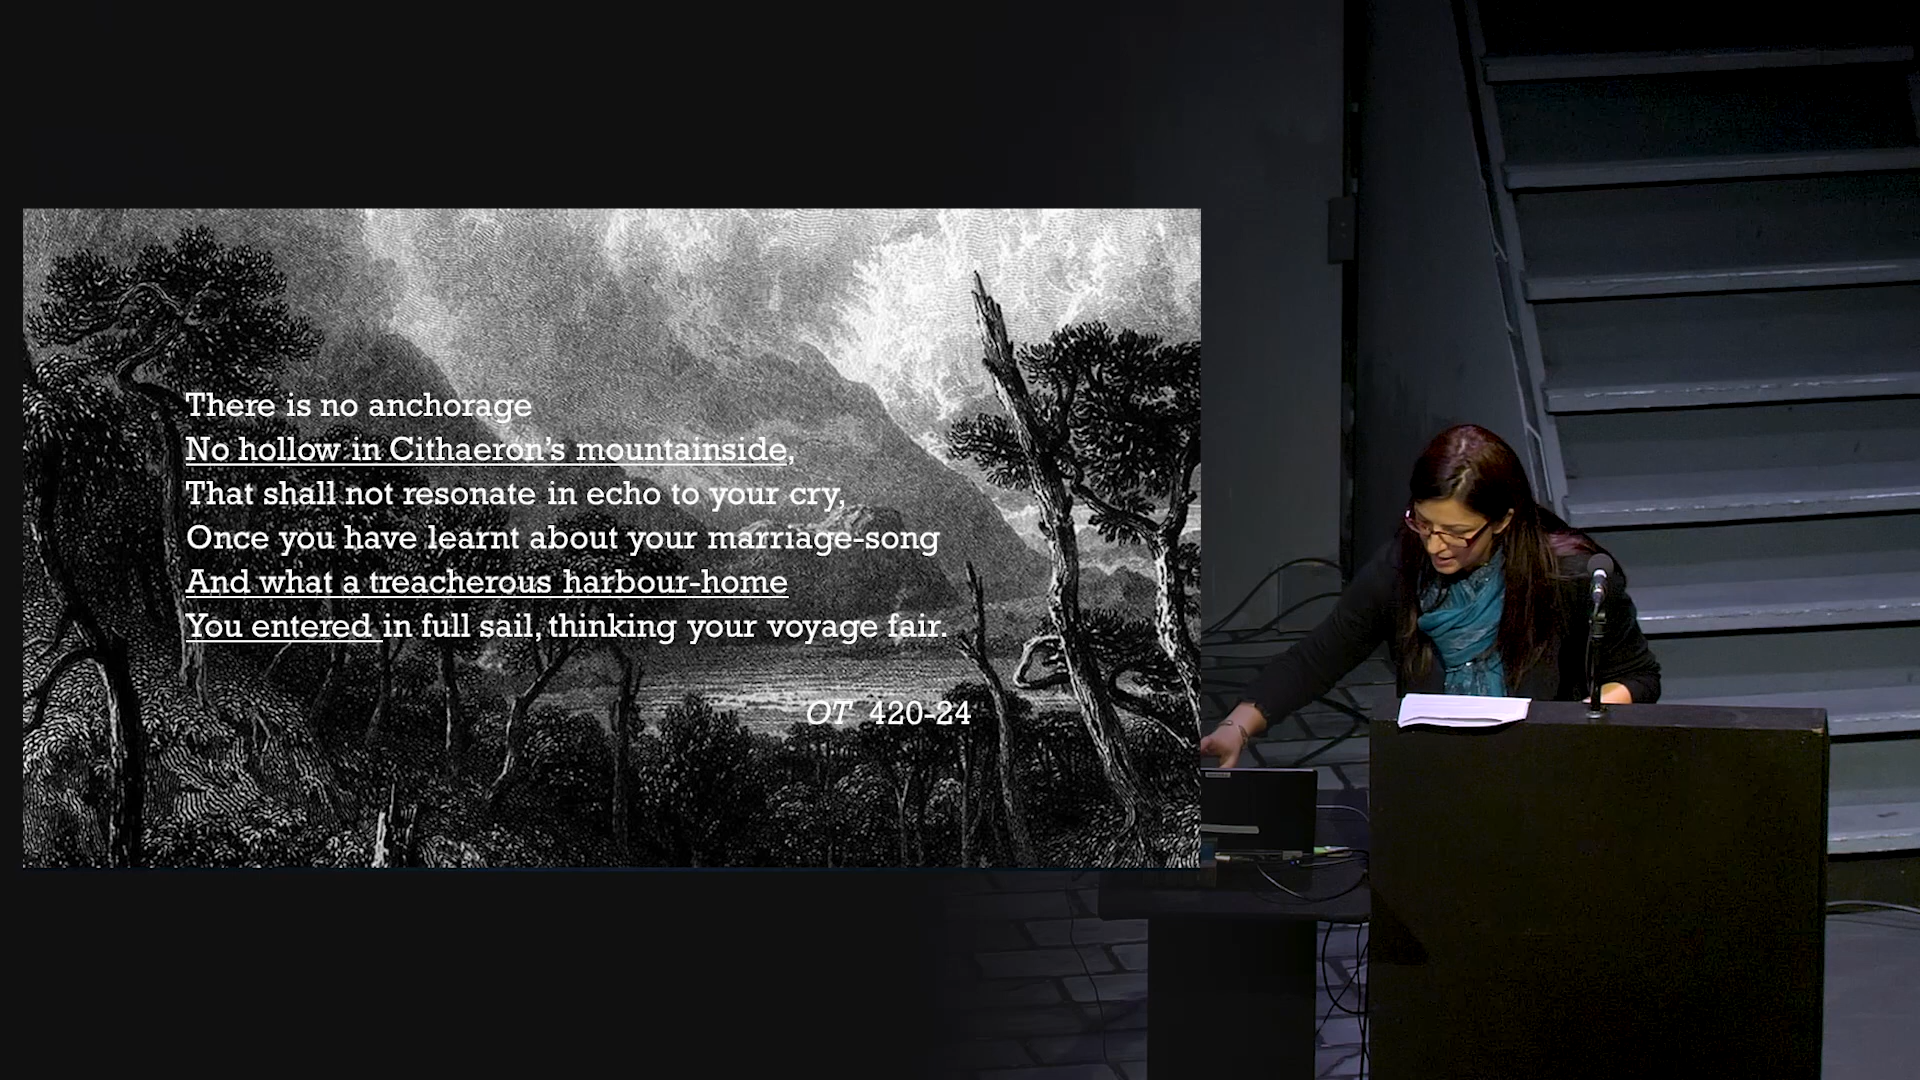 There is no anchorage
No hollow in Cithaeron’s mountainside,
That shall not resonate in echo to your cry,
Once you have learnt about your marriage-song
And what a treacherous harbour-home
You entered in full sail, thinking your voyage fair.
OT 420-24